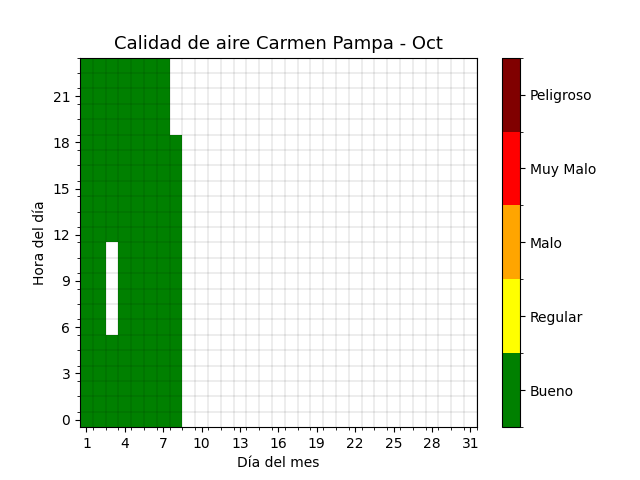 Calidad de aire Carmen Pampa - Oct
Hora del día
21
18
15
12
9
6
3
0
1 4 7 10 13 16 19 22 25 28 31
Día del mes
Peligroso
Muy Malo
Malo
Regular
Bueno